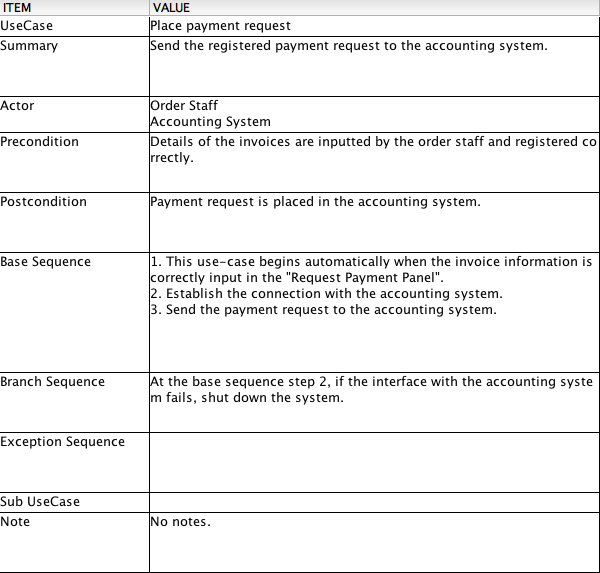 ITEM VALUE
UseCase Place payment request
Summary Send the registered payment request to the accounting system.
Actor Order Staff
Accounting System
Precondition Details of the invoices are inputted by the order staff and registered co
rrectly.
Postcondition Payment request is placed in the accounting system.
Base Sequence 1. This use-case begins automatically when the invoice information is
correctly input in the "Request Payment Panel".
2. Establish the connection with the accounting system.
3. Send the payment request to the accounting system.
Branch Sequence At the base sequence step 2, if the interface with the accounting syste
m fails, shut down the system.
Exception Sequence
Sub UseCase
Note No notes.